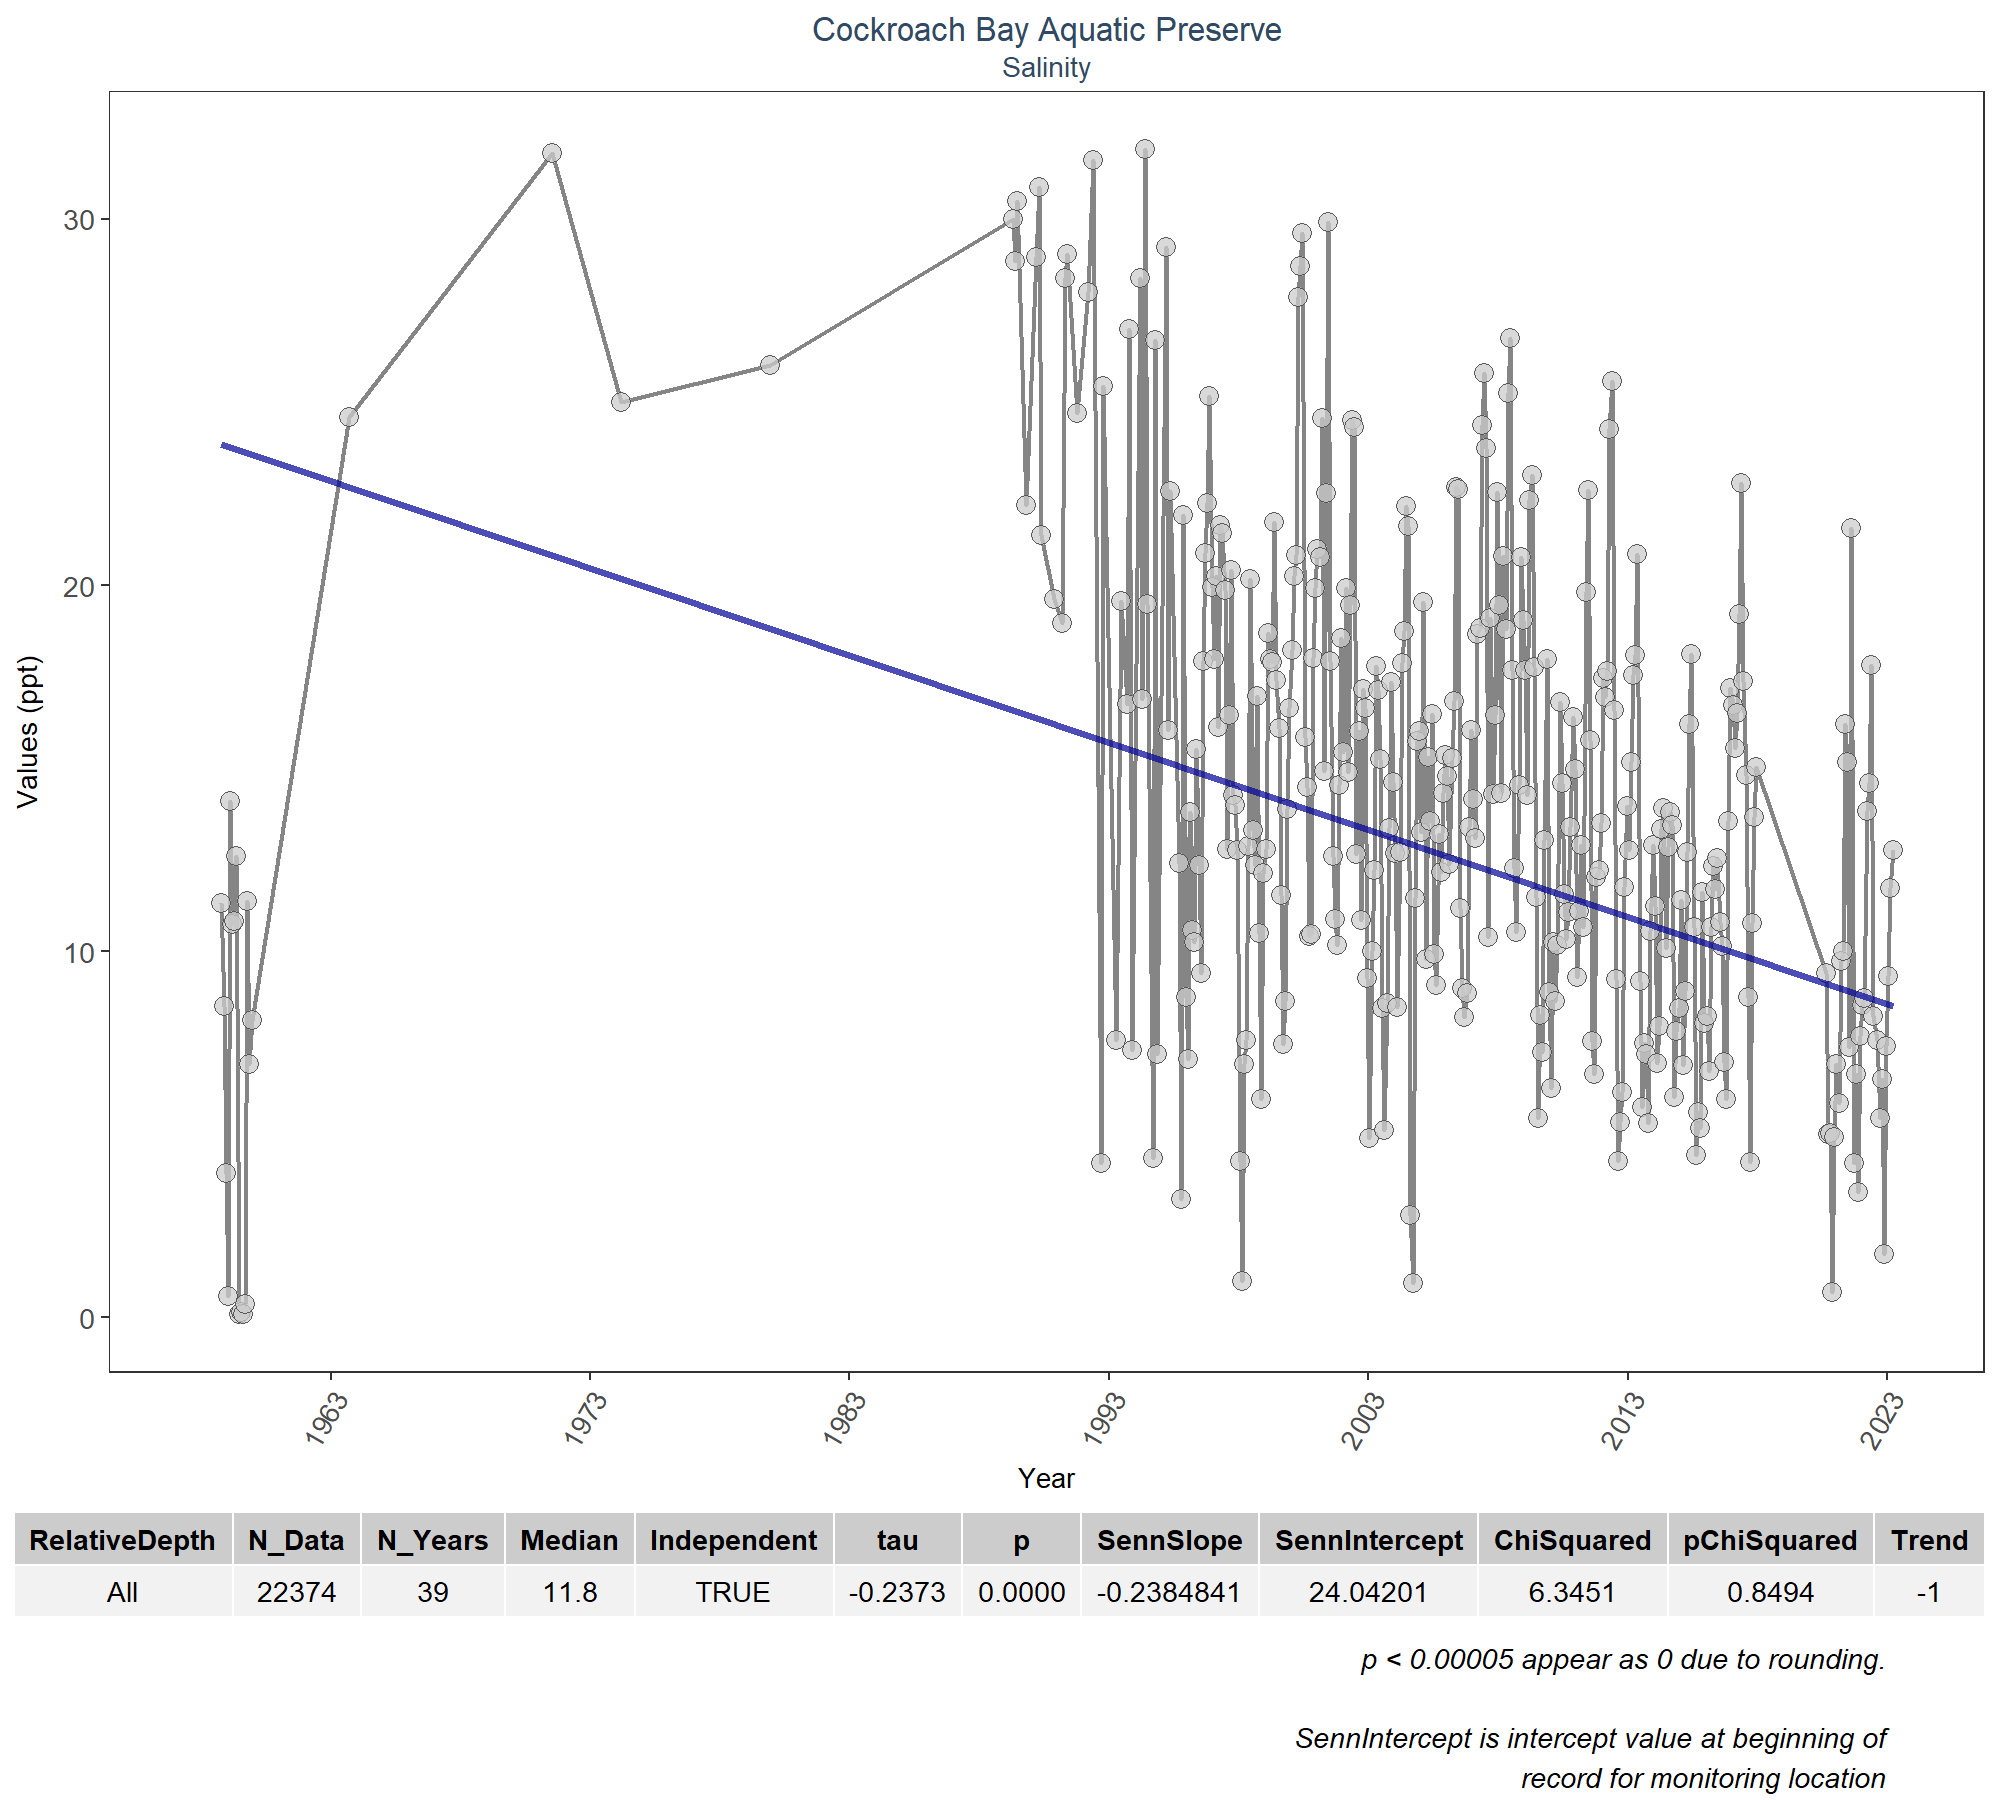 Cockroach Bay Aquatic Preserve
Salinity
Values (ppt)
30
20
10
0
1963 1973 1983 1993 2003 2013 2023
Year
RelativeDepth N_Data N_Years Median Independent tau p SennSlope SennIntercept ChiSquared pChiSquared Trend
All 22374 39 11.8 TRUE -0.2373 0.0000 -0.2384841 24.04201 6.3451 0.8494 -1
p < 0.00005 appear as 0 due to rounding.
SennIntercept is intercept value at beginning of
record for monitoring location